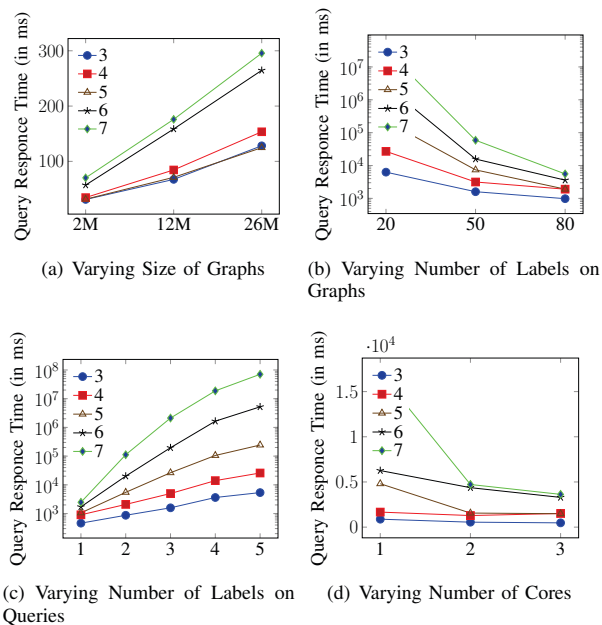 Query Responce Time (in ms)
300
200
100
3
4
5
6
7
2M 12M 26M
(a) Varying Size of Graphs
Query Responce Time (in ms)
10^7
10^6
10^5
10^4
10^3
3
4
5
6
7
20 50 80
(b) Varying Number of Labels on
Graphs
Query Responce Time (in ms)
10^8
10^7
10^6
10^5
10^4
10^3
3
4
5
6
7
1 2 3 4 5
(c) Varying Number of Labels on
Queries
Query Responce Time (in ms)
·10^4
1.5
1
0.5
0
3
4
5
6
7
1 2 3
(d) Varying Number of Cores